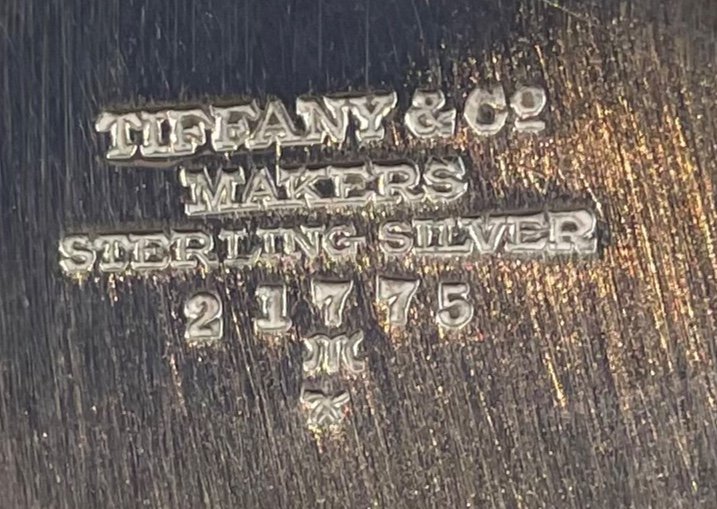 TIFFANY & Cº
MAKERS
STERLING SILVER
21775
M